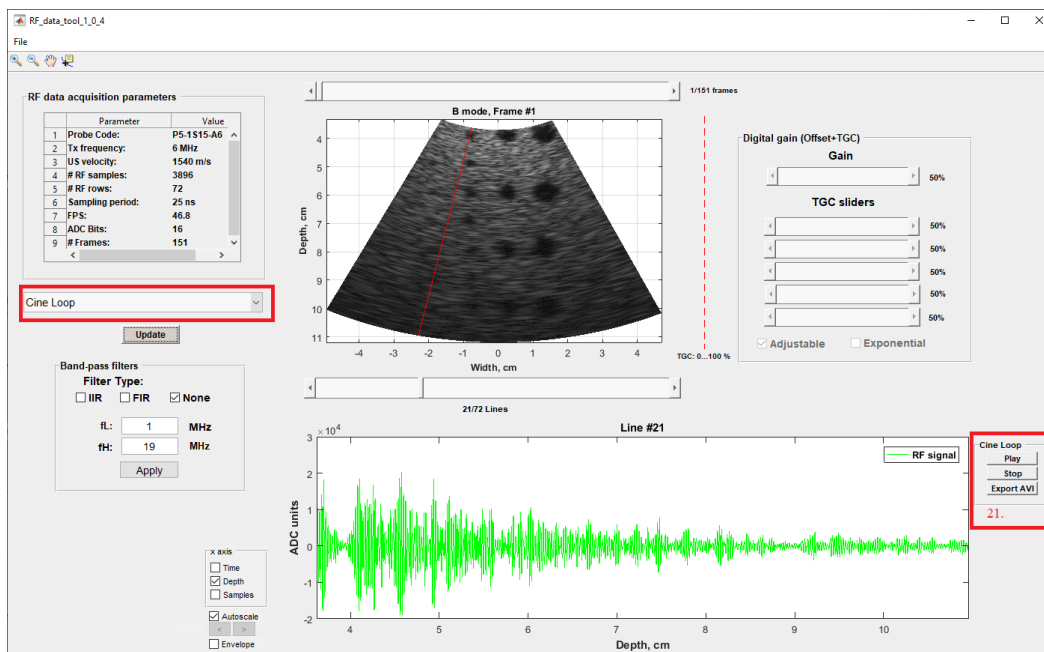 RF_data_tool_1_0_4
File
RF data acquisition parameters
Parameter Value
1 Probe Code: P5-1S15-A6
2 Tx frequency: 6 MHz
3 US velocity: 1540 m/s
4 # RF samples: 3896
5 # RF rows: 72
6 Sampling period: 25 ns
7 FPS: 46.8
8 ADC Bits: 16
9 # Frames: 151
Cine Loop
Update
Band-pass filters
Filter Type:
IIR FIR None
fL: 1 MHz
fH: 19 MHz
Apply
x axis
Time
Depth
Samples
Autoscale
< >
Envelope
1/151 frames
B mode, Frame #1
Depth, cm
4
5
6
7
8
9
10
11
-4 -3 -2 -1 0 1 2 3 4
Width, cm
TGC: 0...100 %
21/72 Lines
Digital gain (Offset+TGC)
Gain
50%
TGC sliders
50%
50%
50%
50%
50%
Adjustable Exponential
Line #21
×10⁴
ADC units
3
2
1
0
-1
-2
4 5 6 7 8 9 10
Depth, cm
RF signal
Cine Loop
Play
Stop
Export AVI
21.